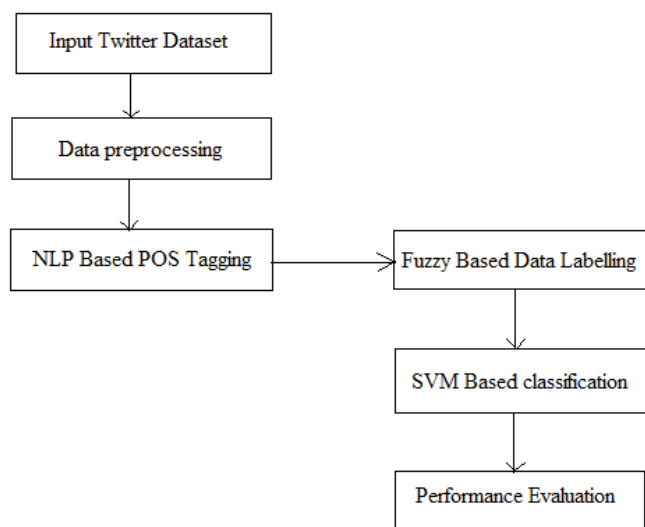 Input Twitter Dataset
Data preprocessing
NLP Based POS Tagging
Fuzzy Based Data Labelling
SVM Based classification
Performance Evaluation